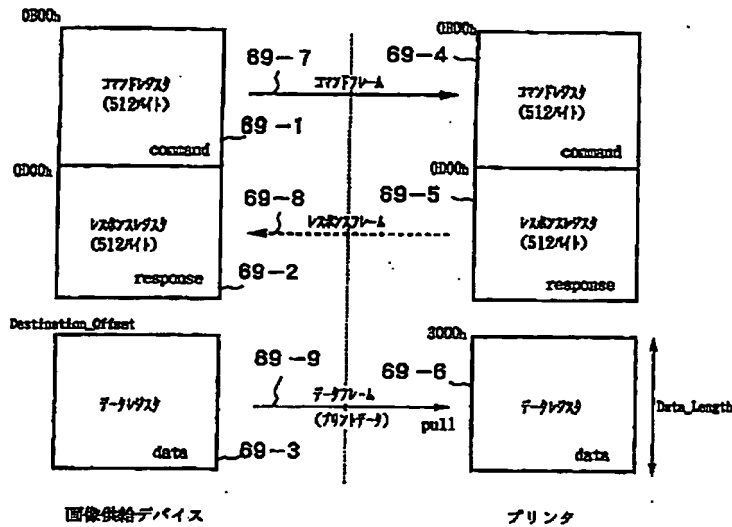 0B00h
コマンドレジスタ
(512バイト)
command
69-1
69-7
コマンドフレーム
69-4
0B00h
コマンドレジスタ
(512バイト)
command
0D00h
レスポンスレジスタ
(512バイト)
response
69-2
69-8
レスポンスフレーム
69-5
0D00h
レスポンスレジスタ
(512バイト)
response
Destination_Offset
データレジスタ
data
69-3
69-9
データフレーム
(プリントデータ)
pull
69-6
3000h
データレジスタ
data
Data_Length
画像供給デバイス
プリンタ